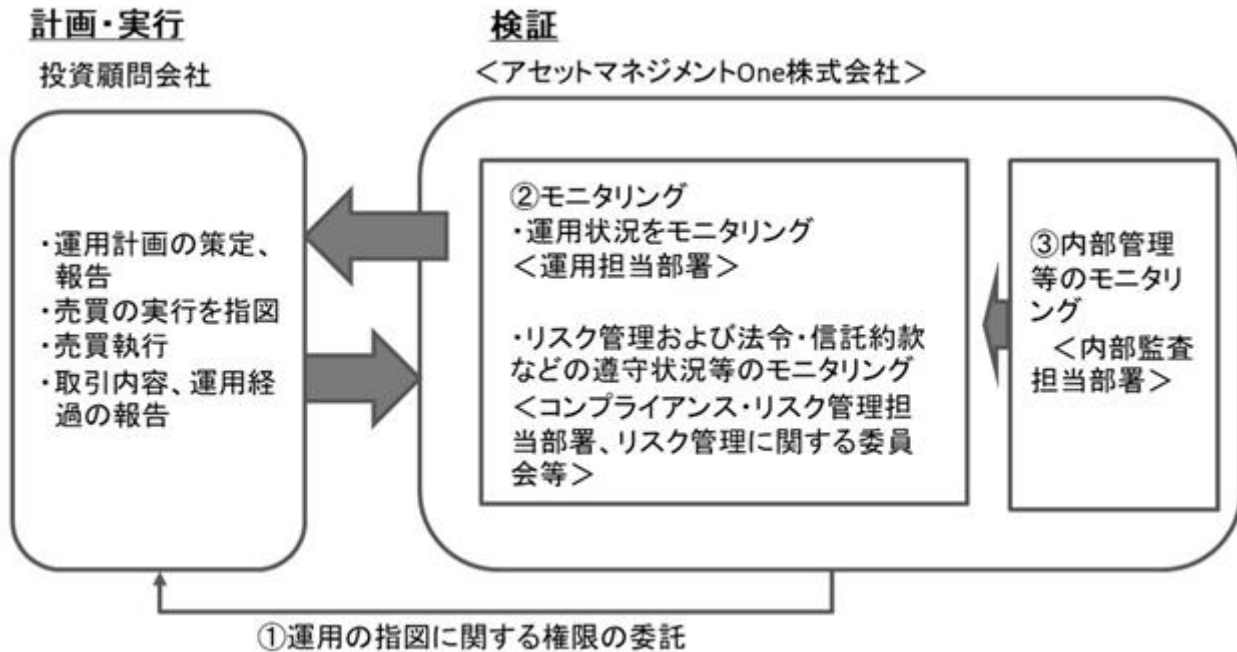 計画・実行
投資顧問会社
・運用計画の策定、
報告
・売買の実行を指図
・売買執行
・取引内容、運用経
過の報告
検証
＜アセットマネジメントOne株式会社＞
②モニタリング
・運用状況をモニタリング
＜運用担当部署＞
・リスク管理および法令・信託約款
などの遵守状況等のモニタリング
＜コンプライアンス・リスク管理担
当部署、リスク管理に関する委員
会等＞
③内部管理
等のモニタリ
ング
＜内部監査
担当部署＞
①運用の指図に関する権限の委託